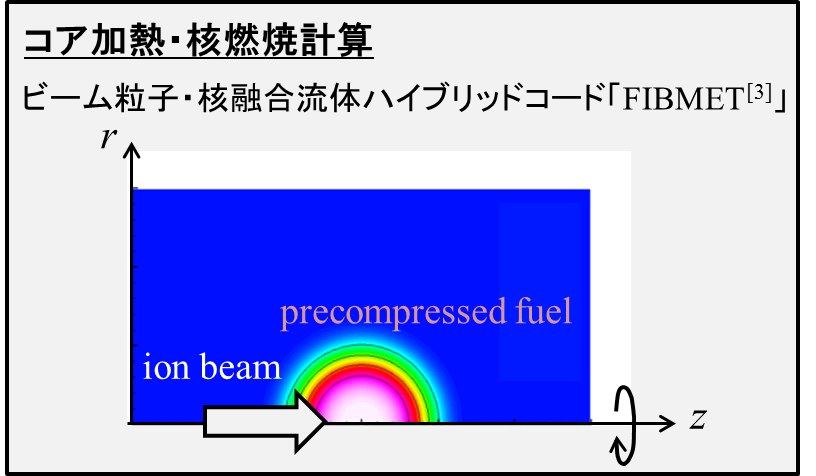 コア加熱・核燃焼計算
ビーム粒子・核融合流体ハイブリッドコード「FIBMET[3]」
r
precompressed fuel
ion beam
z